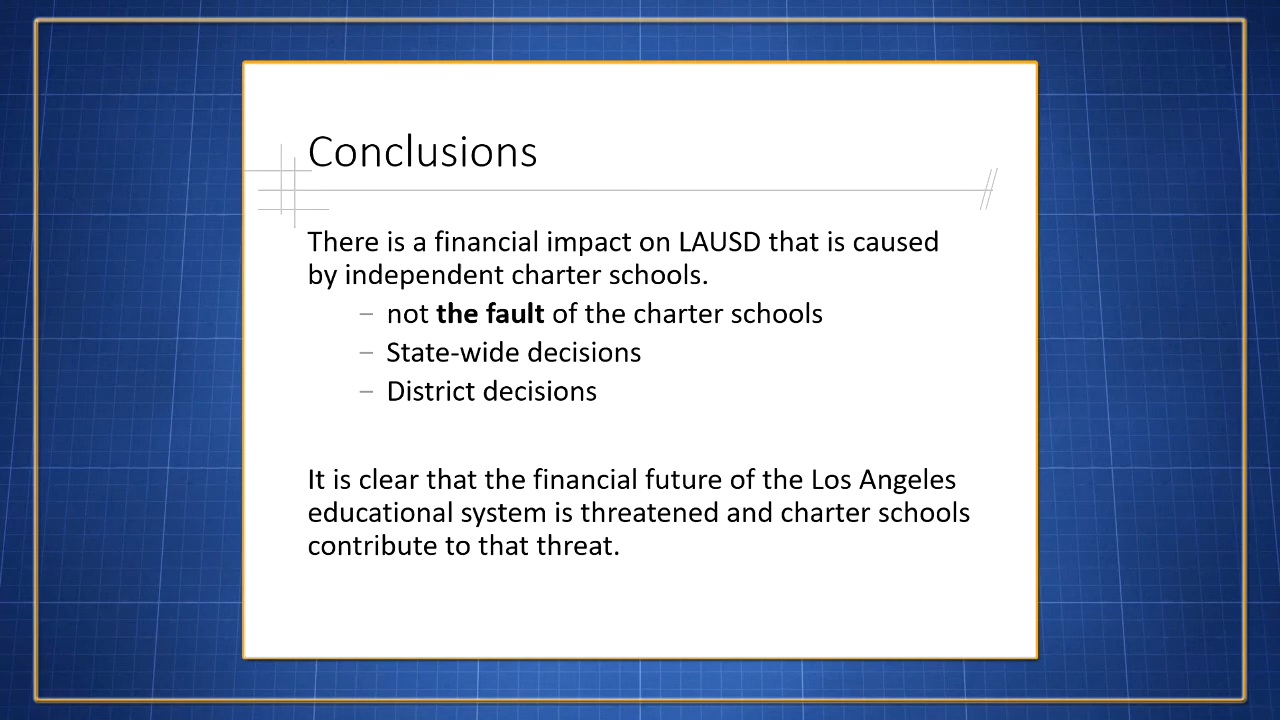 Conclusions
There is a financial impact on LAUSD that is caused
by independent charter schools.
– not the fault of the charter schools
– State-wide decisions
– District decisions
It is clear that the financial future of the Los Angeles
educational system is threatened and charter schools
contribute to that threat.